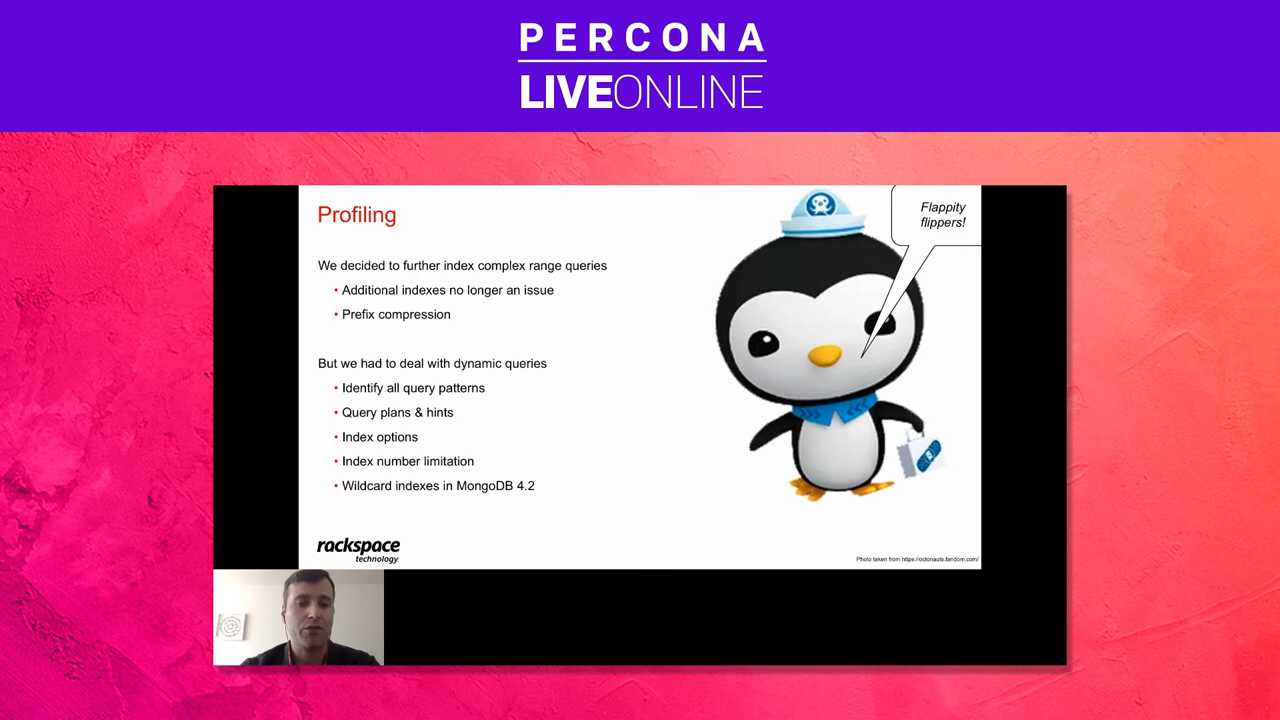 PERCONA
LIVEONLINE
Profiling
Flappity
flippers!
We decided to further index complex range queries
• Additional indexes no longer an issue
• Prefix compression
But we had to deal with dynamic queries
• Identify all query patterns
• Query plans & hints
• Index options
• Index number limitation
• Wildcard indexes in MongoDB 4.2
rackspace
technology
Photo taken from https://octonauts.fandom.com/